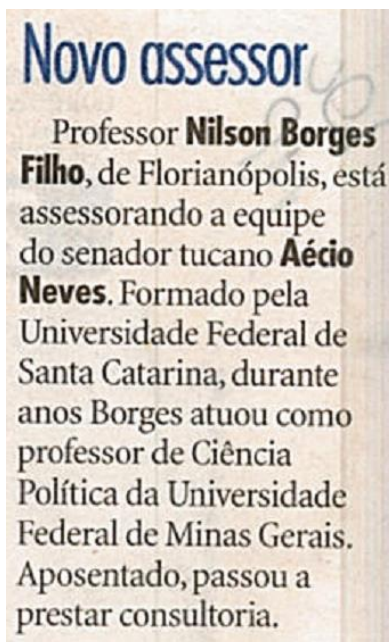 Novo assessor
Professor Nilson Borges
Filho, de Florianópolis, está
assessorando a equipe
do senador tucano Aécio
Neves. Formado pela
Universidade Federal de
Santa Catarina, durante
anos Borges atuou como
professor de Ciência
Política da Universidade
Federal de Minas Gerais.
Aposentado, passou a
prestar consultoria.